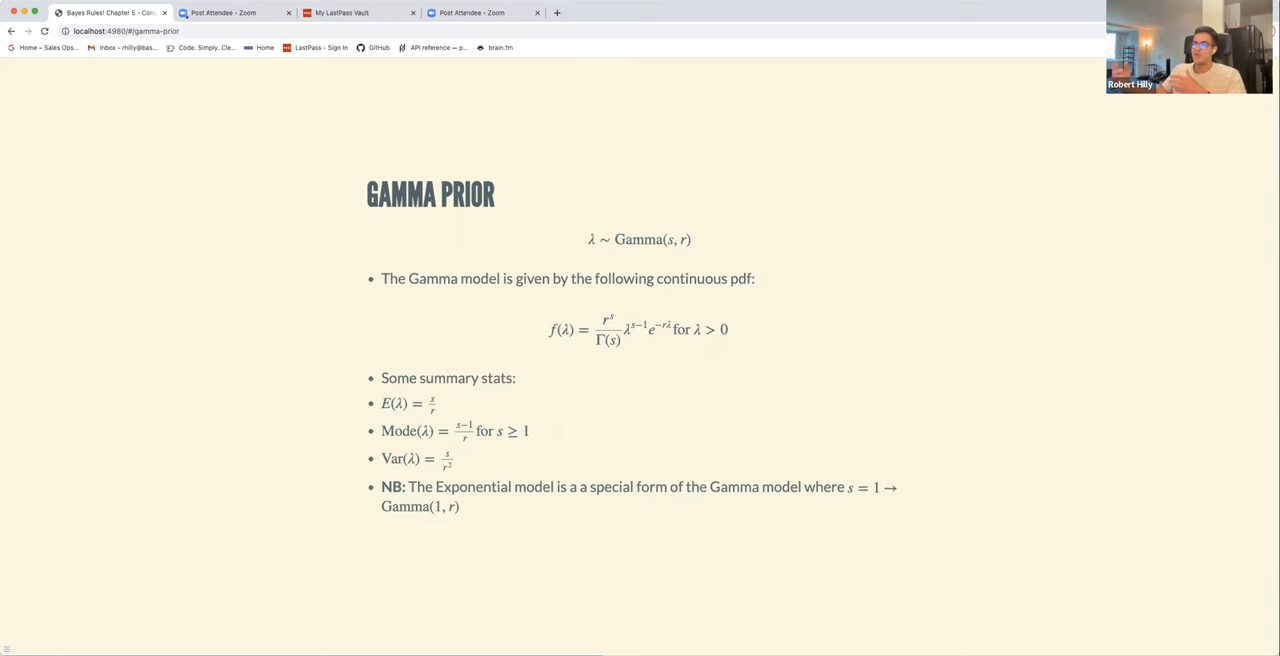 Bayes Rules! Chapter 5 - Con
Post Attendee - Zoom
My LastPass Vault
Post Attendee - Zoom
localhost:4980/#/gamma-prior
Home – Sales Ops...
Inbox - rhilly@bas...
Code. Simply. Cle...
Home
LastPass - Sign In
GitHub
API reference — p...
brain.fm
Robert Hilly
GAMMA PRIOR
λ ~ Gamma(s, r)
• The Gamma model is given by the following continuous pdf:
f(λ) = r^s/Γ(s) λ^{s−1} e^{−rλ} for λ > 0
• Some summary stats:
• E(λ) = s/r
• Mode(λ) = s−1/r for s ≥ 1
• Var(λ) = s/r^2
• NB: The Exponential model is a a special form of the Gamma model where s = 1 →
Gamma(1, r)